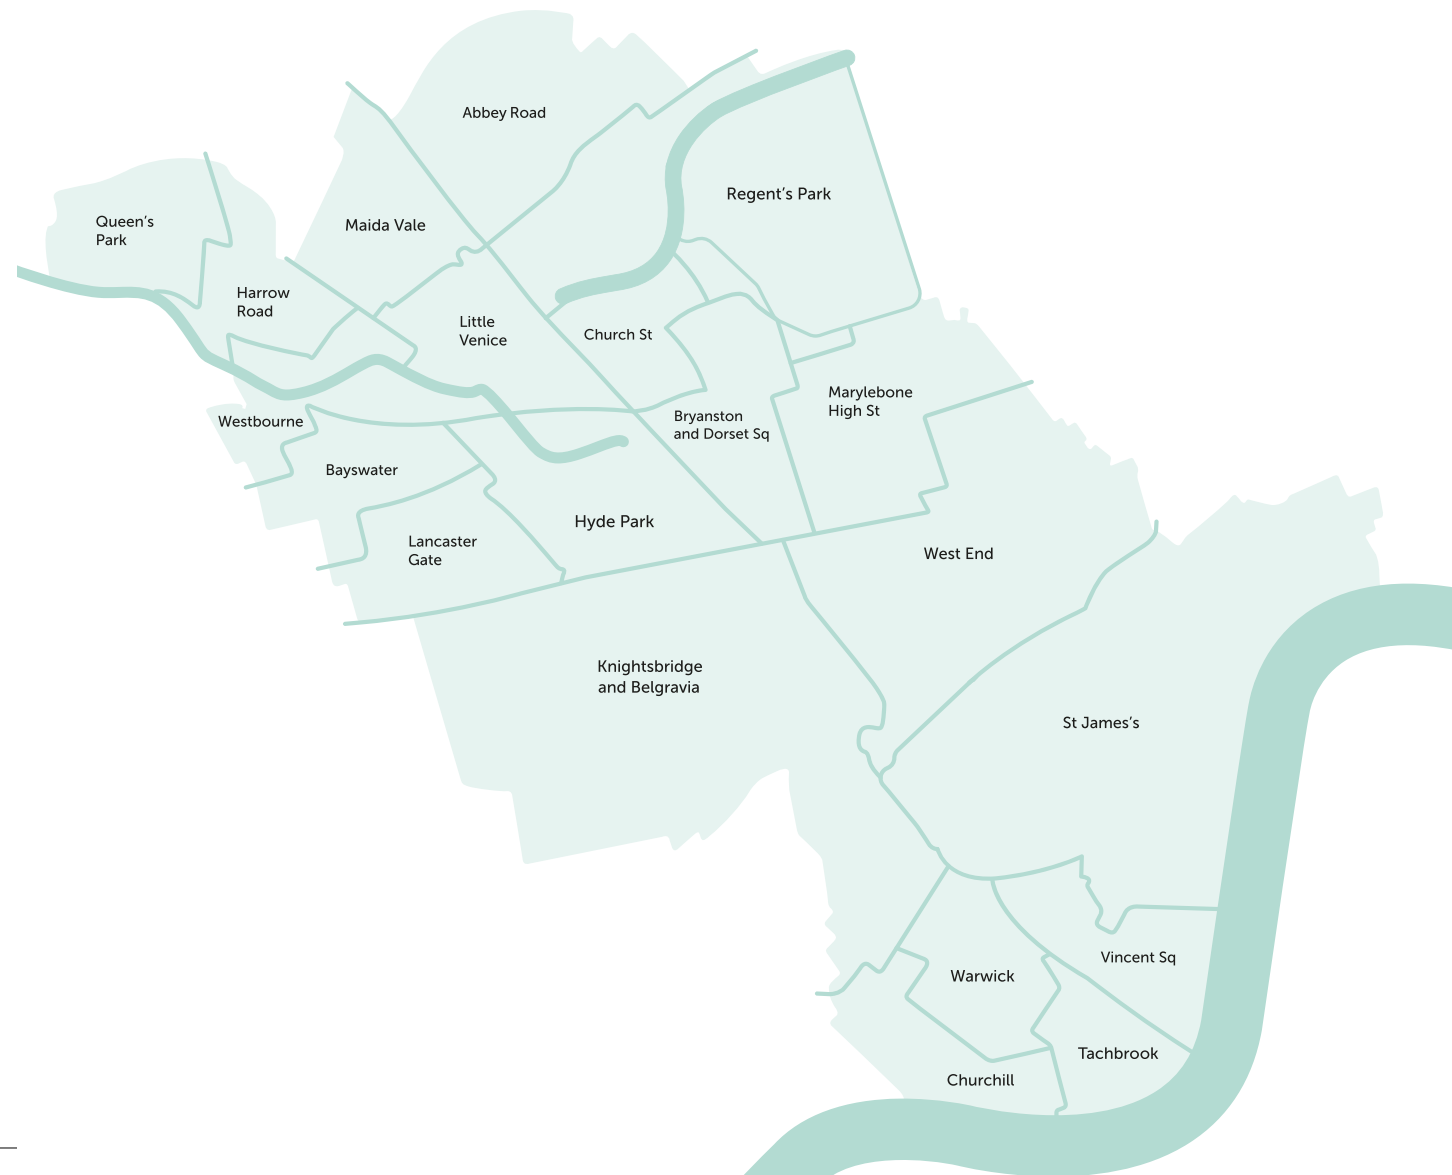 Abbey Road
Regent’s Park
Queen’s
Park
Maida Vale
Harrow
Road
Little
Venice
Church St
Marylebone
High St
Westbourne
Bryanston
and Dorset Sq
Bayswater
Hyde Park
Lancaster
Gate
West End
Knightsbridge
and Belgravia
St James’s
Vincent Sq
Warwick
Tachbrook
Churchill